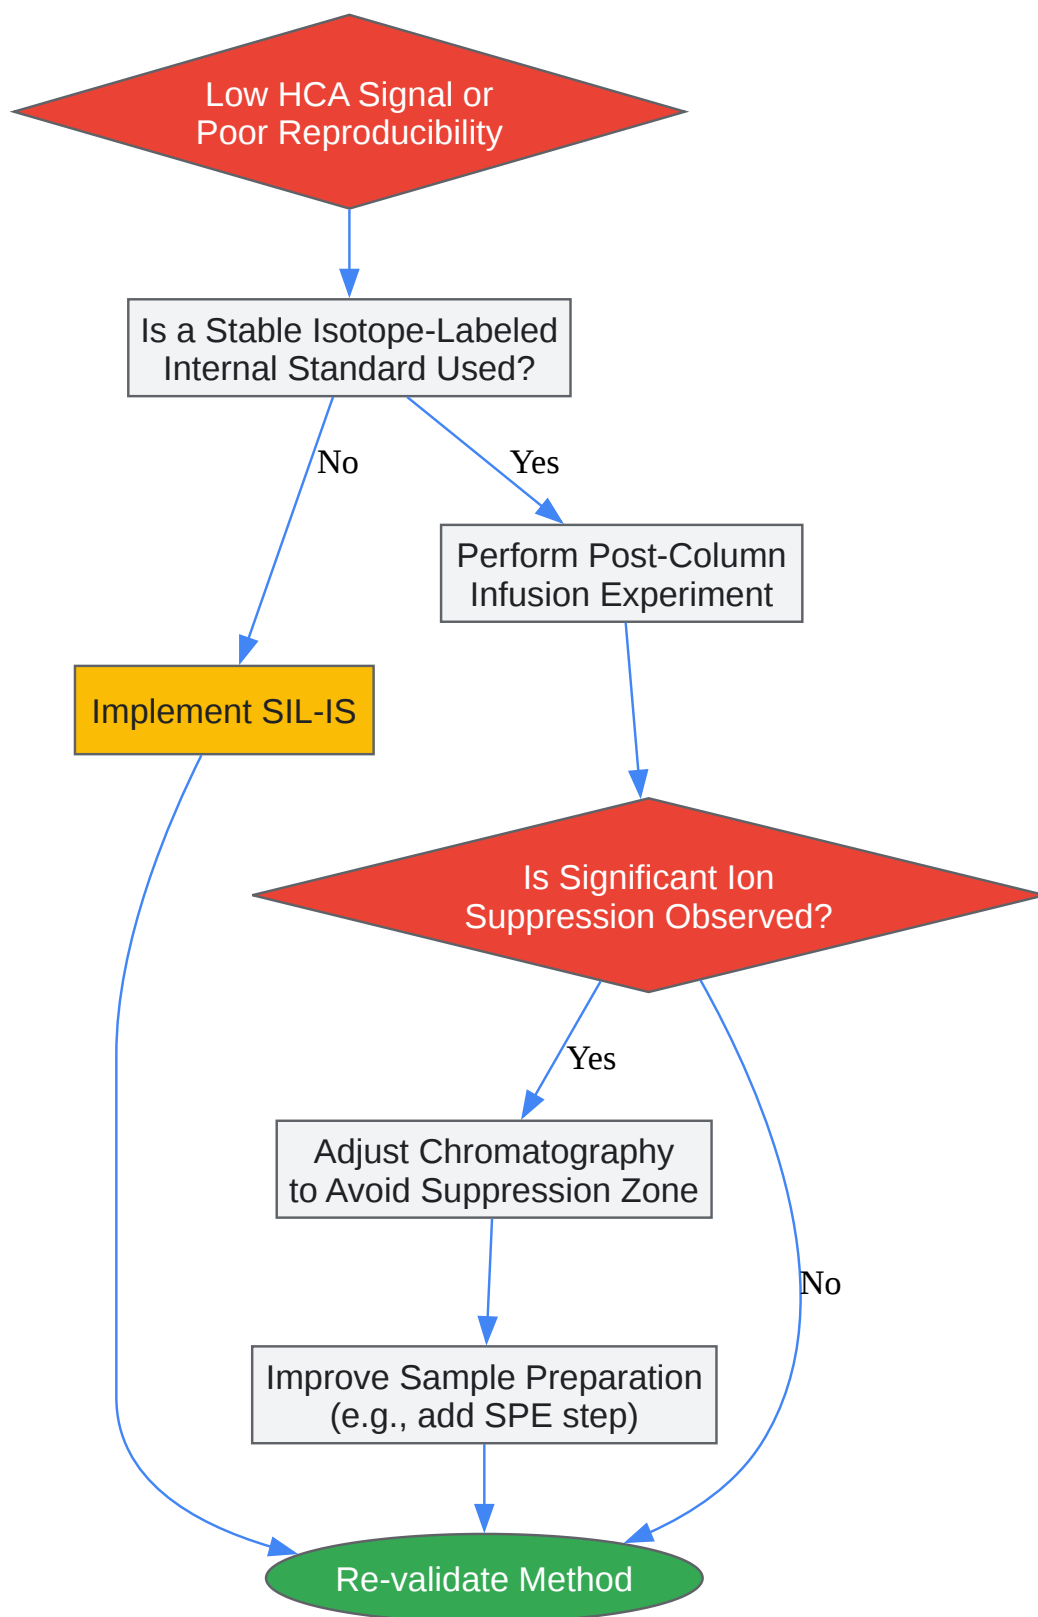 Low HCA Signal or
Poor Reproducibility
Is a Stable Isotope-Labeled
Internal Standard Used?
No
Yes
Perform Post-Column
Infusion Experiment
Implement SIL-IS
Is Significant Ion
Suppression Observed?
Yes
Adjust Chromatography
to Avoid Suppression Zone
No
Improve Sample Preparation
(e.g., add SPE step)
Re-validate Method